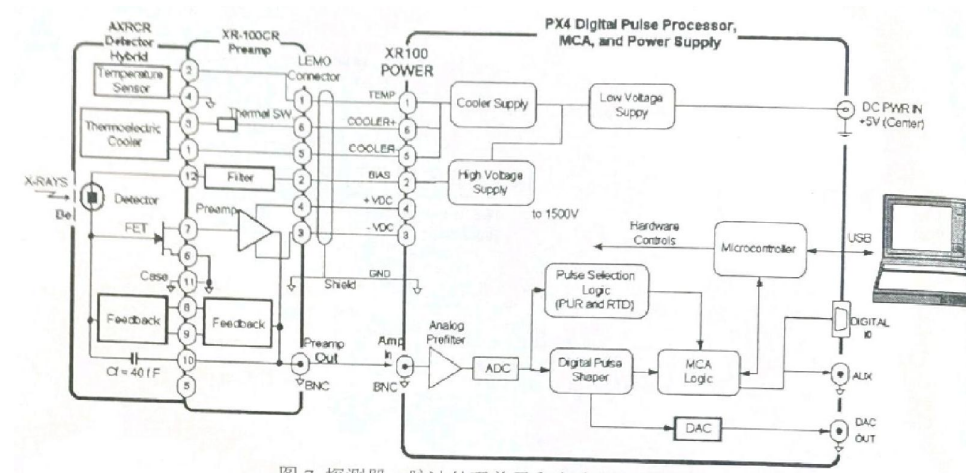 PX4 Digital Pulse Processor,
MCA, and Power Supply
AXRCR
Detector
Hybrid
XR-100CR
Preamp
LEMO
Connector
XR100
POWER
Temperature
Sensor
Thermoelectric
Cooler
X-RAYS
Be
Detector
FET
Case
Feedback
Feedback
Cf = 40 fF
2
4
3
1
12
7
6
11
8
9
10
5
Thermal SW
Filter
Preamp
1
6
5
2
4
3
TEMP
COOLER+
COOLER-
BIAS
+ VDC
- VDC
GND
Shield
1
6
5
2
4
3
Preamp
Out
BNC
Amp
In
BNC
Cooler Supply
Low Voltage
Suppy
High Voltage
Supply
to 1500V
DC PWR IN
+5V (Center)
Hardware
Controls
Microcontroller
USB
Pulse Selection
Logic
(PUR and RTD)
Analog
Prefilter
ADC
Digital Pulse
Shaper
MCA
Logic
DAC
DIGITAL
IO
AUX
DAC
OUT